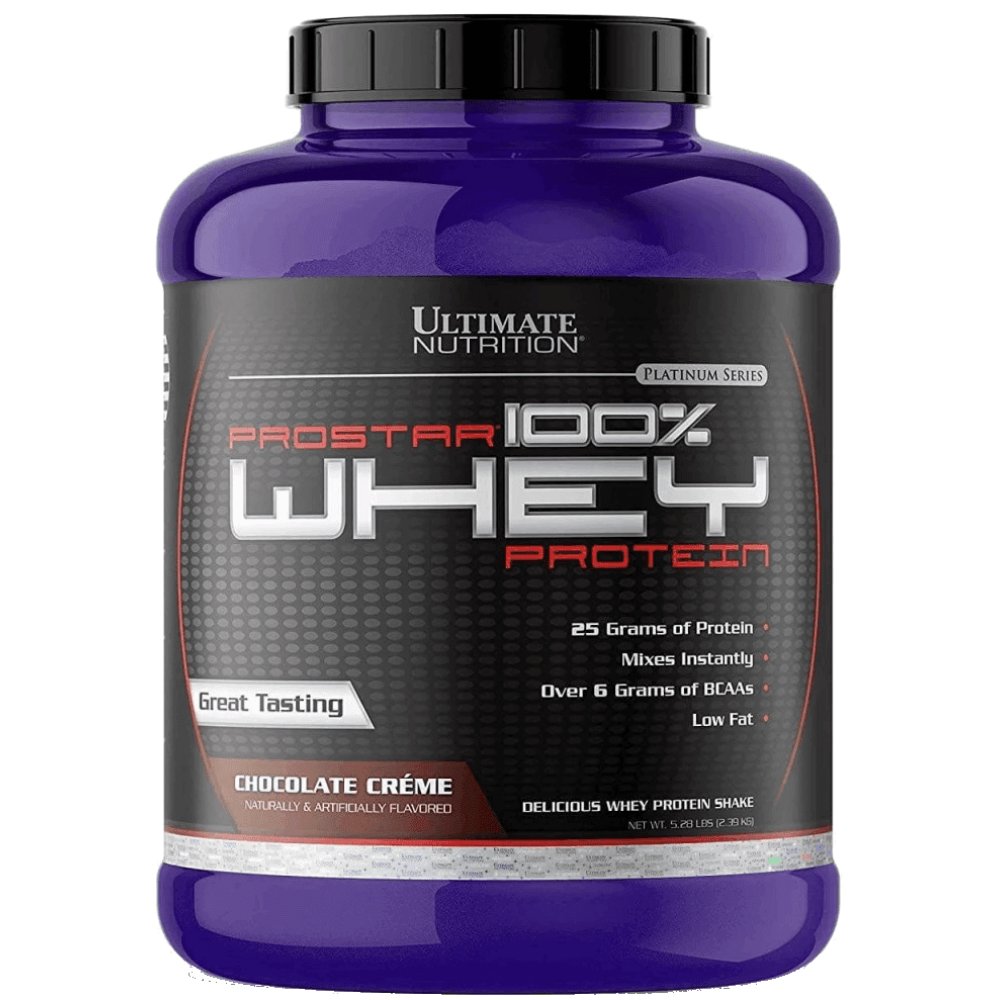 ULTIMATE
NUTRITION®
PLATINUM SERIES
PROSTAR® 100%
WHEY
PROTEIN
25 Grams of Protein •
Mixes Instantly •
Over 6 Grams of BCAAs •
Low Fat •
Great Tasting
CHOCOLATE CRÉME
NATURALLY & ARTIFICIALLY FLAVORED
DELICIOUS WHEY PROTEIN SHAKE
NET WT. 5.28 LBS (2.39 KG)